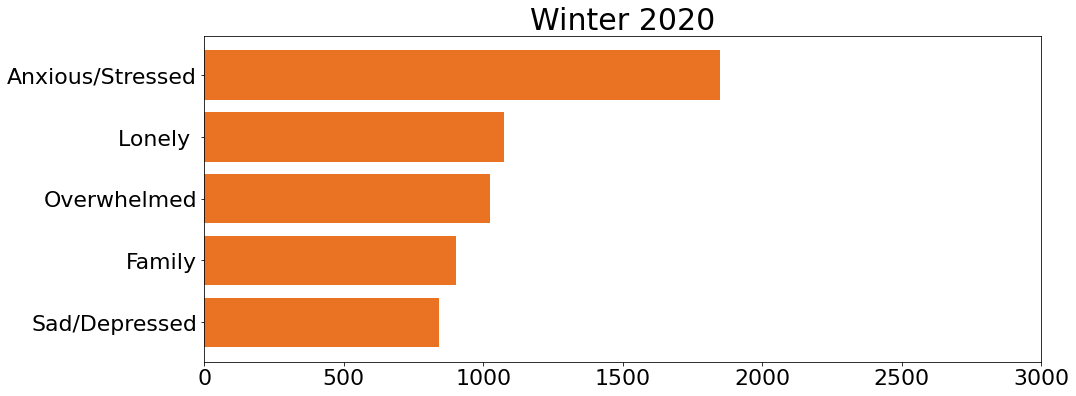 Winter 2020
Anxious/Stressed
Lonely
Overwhelmed
Family
Sad/Depressed
0 500 1000 1500 2000 2500 3000